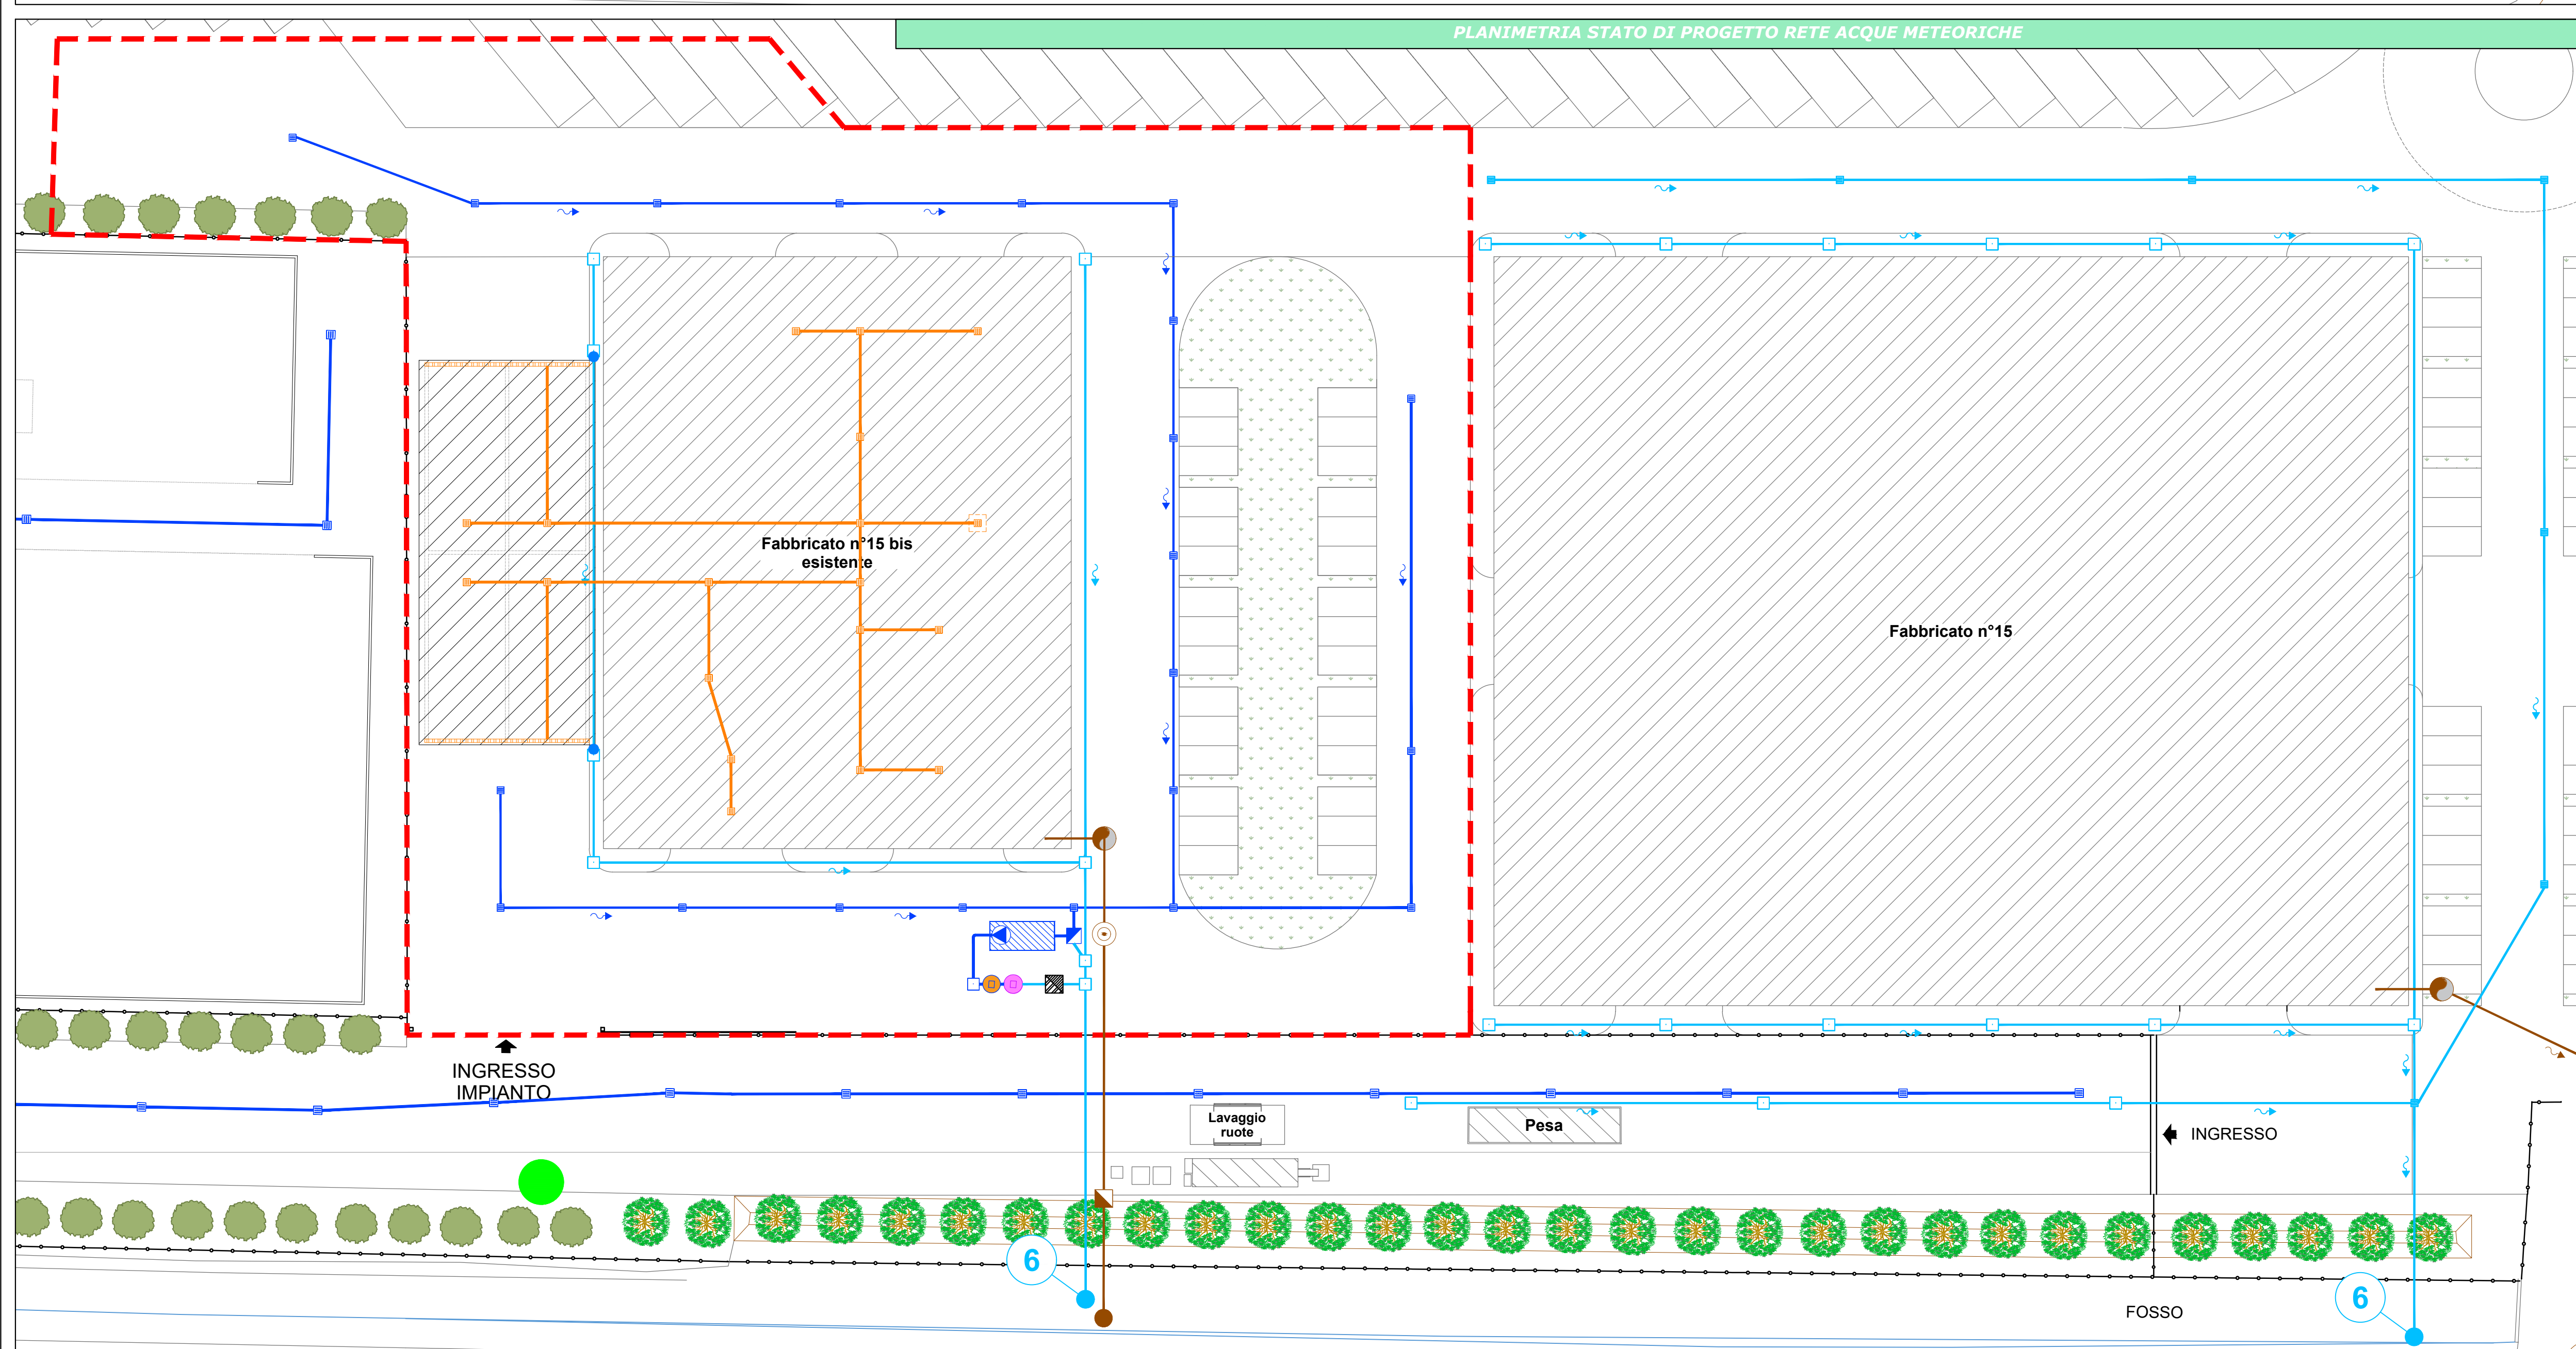 PLANIMETRIA STATO DI PROGETTO RETE ACQUE METEORICHE
Fabbricato n°15 bis
esistente
Fabbricato n°15
INGRESSO
IMPIANTO
Lavaggio
ruote
Pesa
INGRESSO
6
6
FOSSO